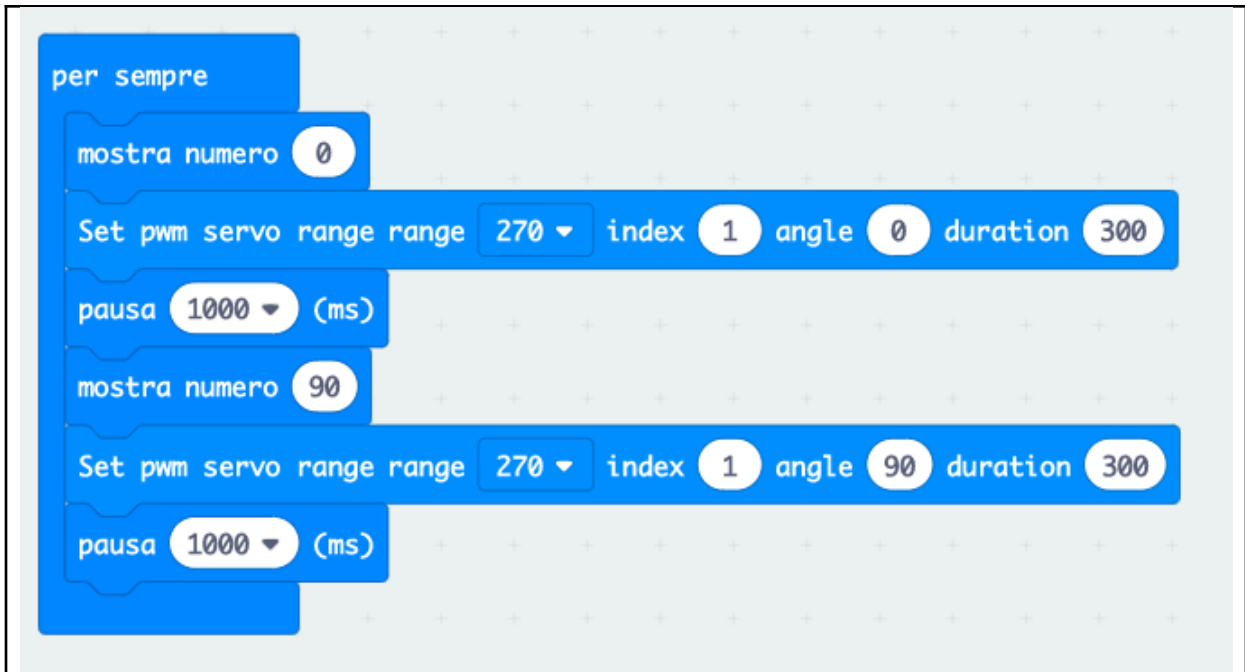 per sempre
mostra numero 0
Set pwm servo range range 270 index 1 angle 0 duration 300
pausa 1000 (ms)
mostra numero 90
Set pwm servo range range 270 index 1 angle 90 duration 300
pausa 1000 (ms)